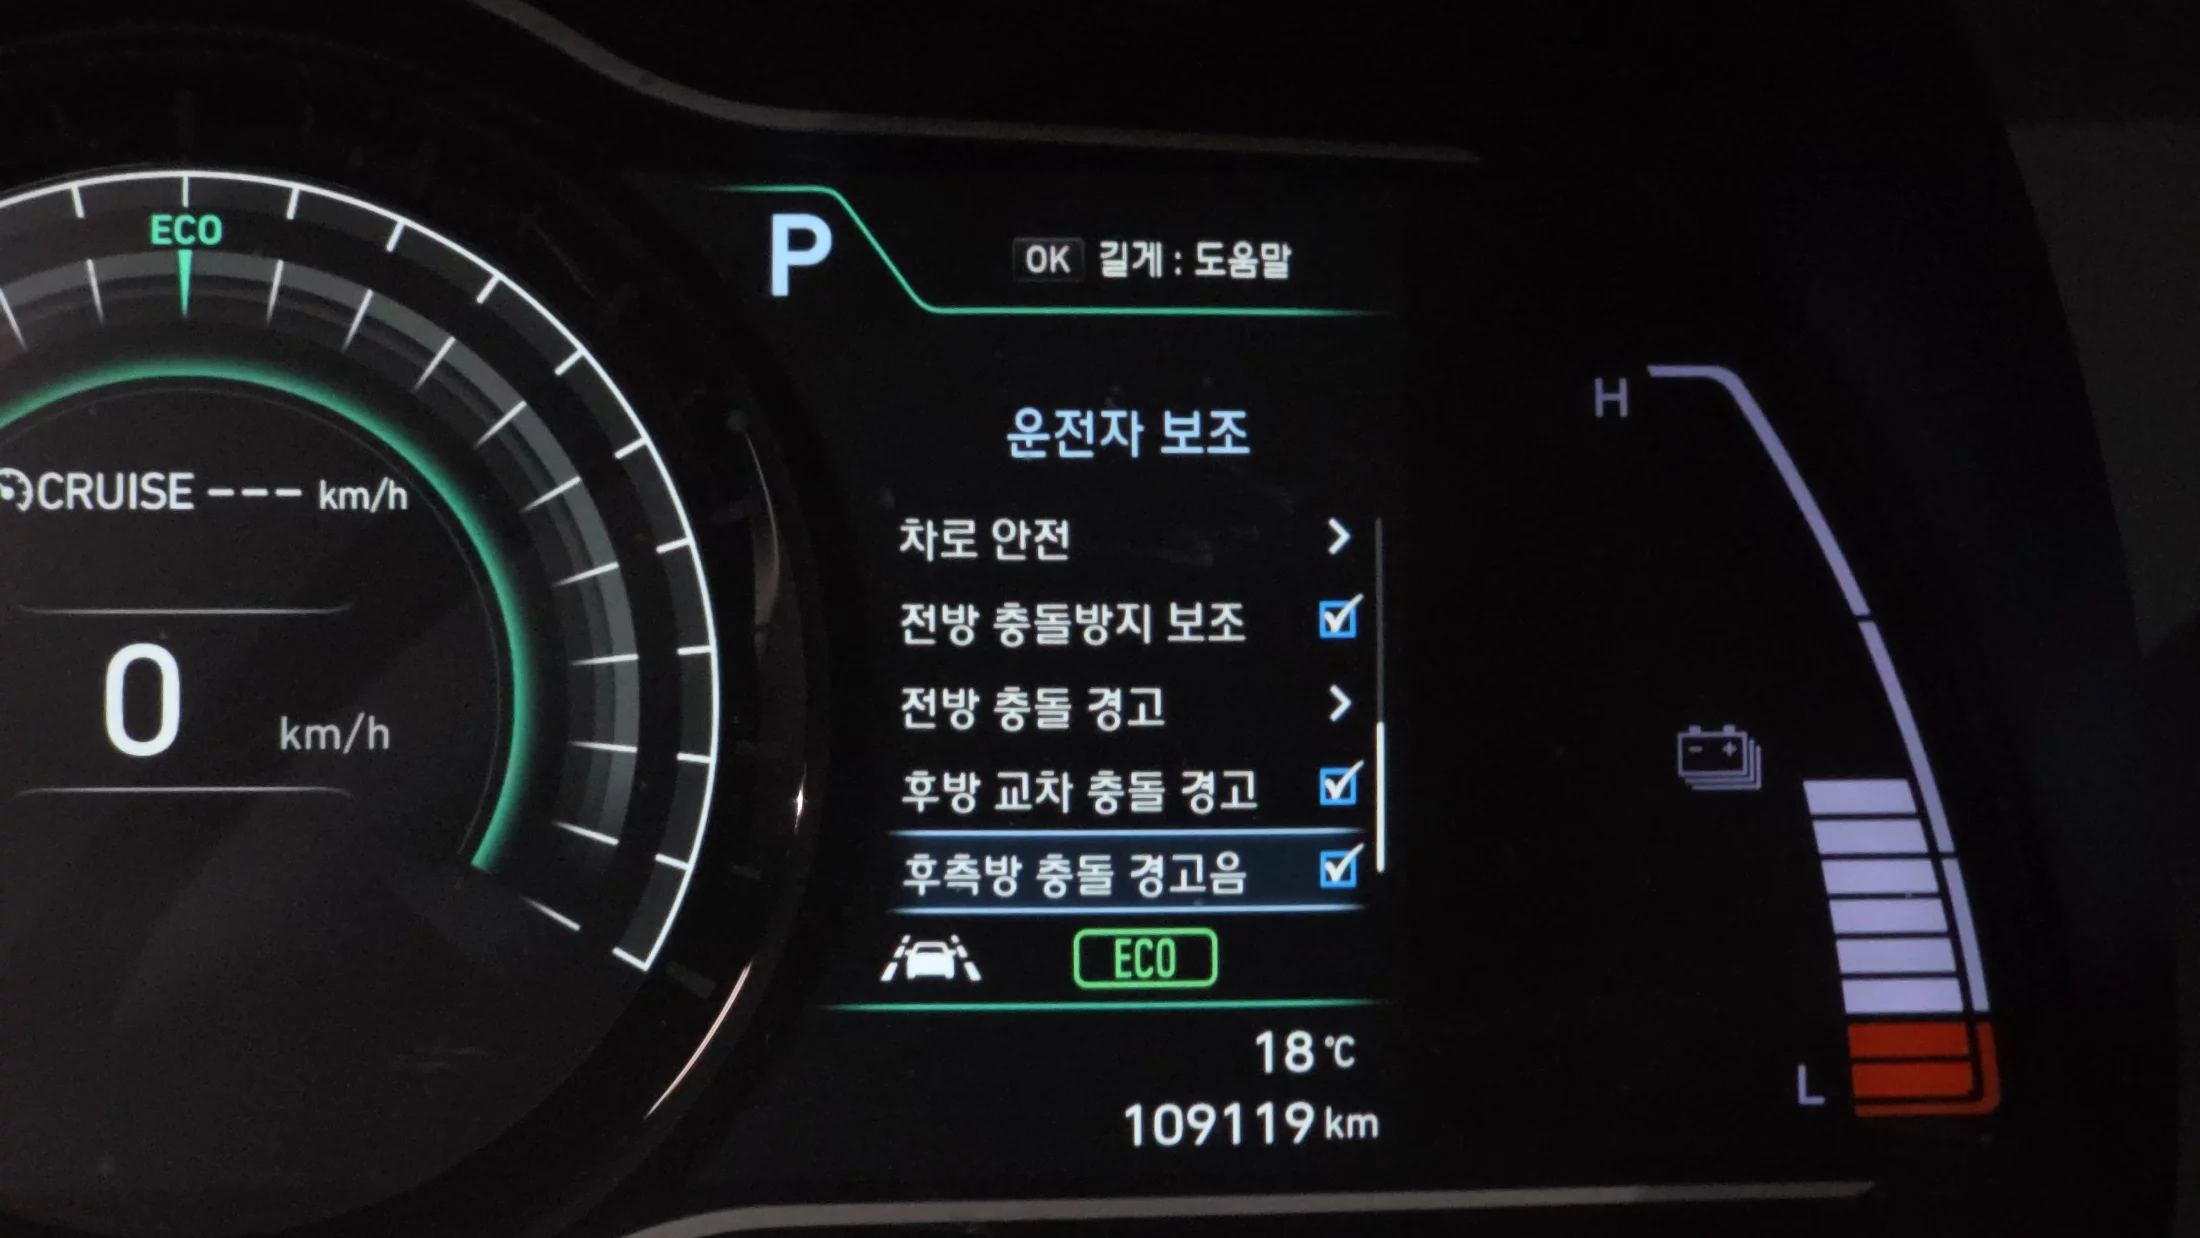 ECO
CRUISE --- km/h
0 km/h
P
OK 길게 : 도움말
운전자 보조
차로 안전
전방 충돌방지 보조
전방 충돌 경고
후방 교차 충돌 경고
후측방 충돌 경고음
ECO
18 ℃
109119 km
H
L